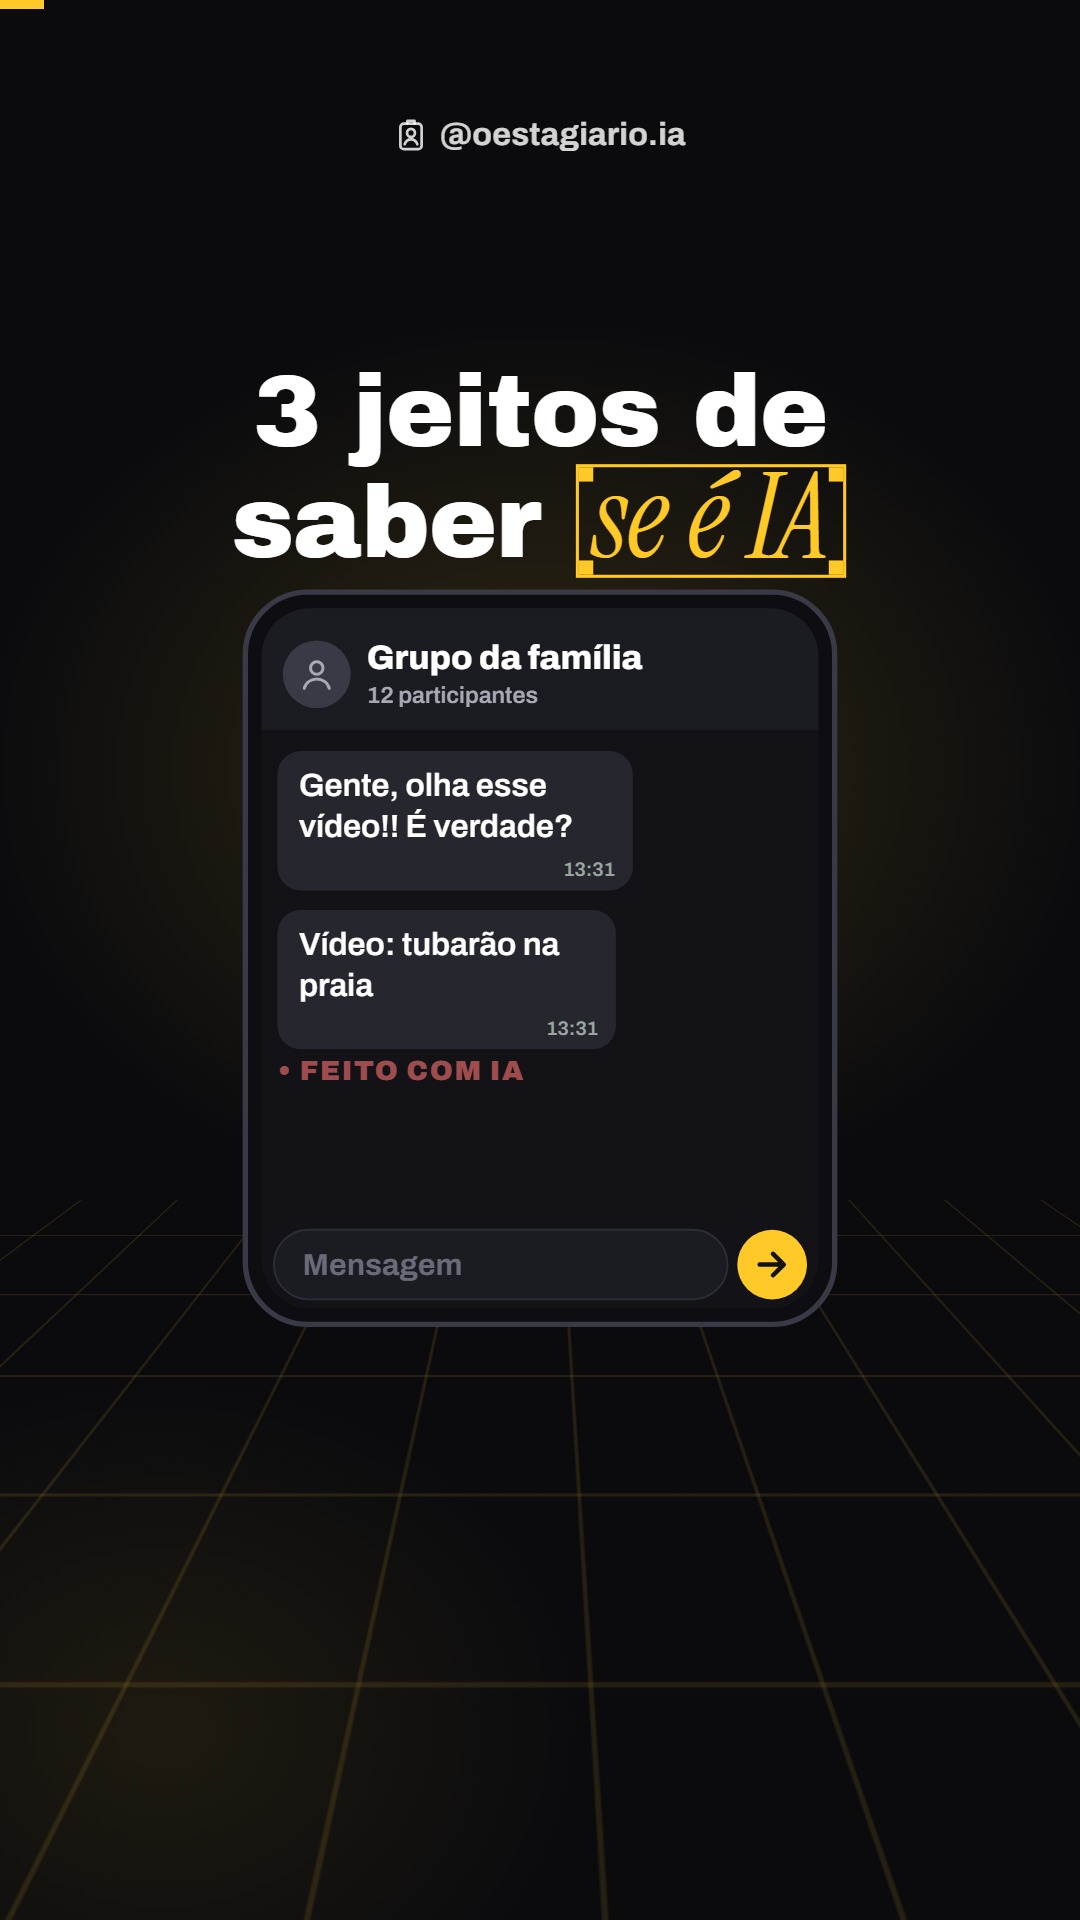 @oestagiario.ia
3 jeitos de
saber se é IA
Grupo da família
12 participantes
Gente, olha esse
vídeo!! É verdade?
13:31
Vídeo: tubarão na
praia
13:31
• FEITO COM IA
Mensagem